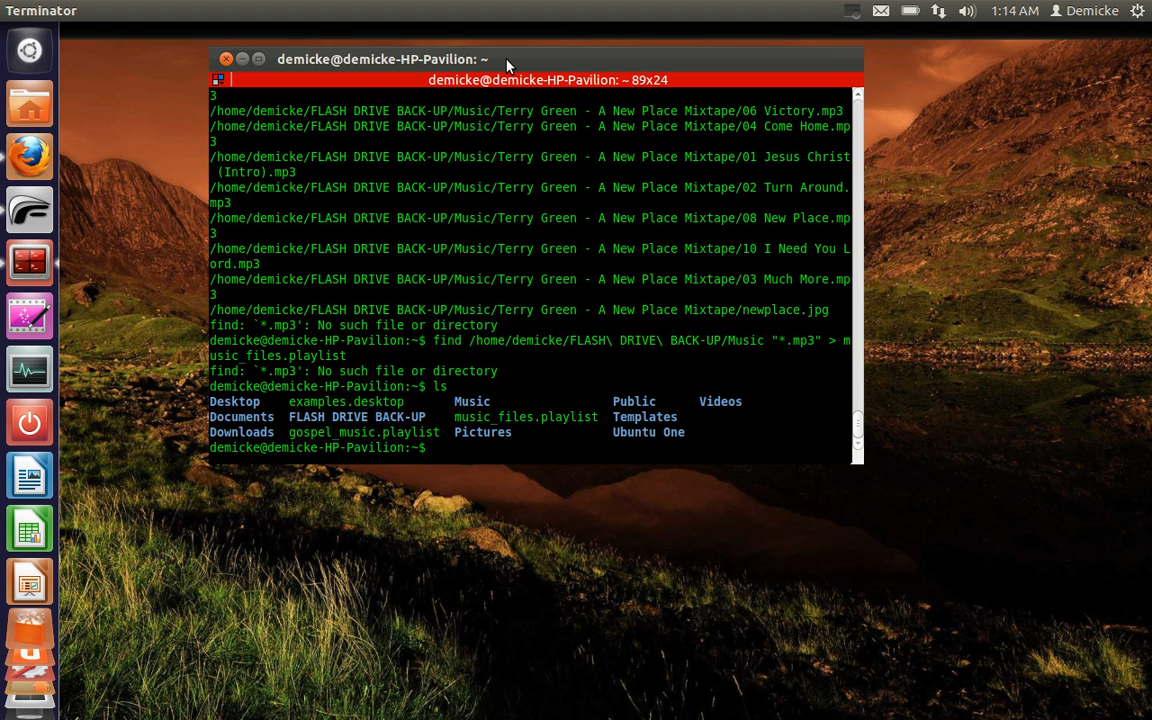 Terminator
1:14 AM
Demicke
demicke@demicke-HP-Pavilion: ~
demicke@demicke-HP-Pavilion: ~ 89x24
3
/home/demicke/FLASH DRIVE BACK-UP/Music/Terry Green - A New Place Mixtape/06 Victory.mp3
/home/demicke/FLASH DRIVE BACK-UP/Music/Terry Green - A New Place Mixtape/04 Come Home.mp
3
/home/demicke/FLASH DRIVE BACK-UP/Music/Terry Green - A New Place Mixtape/01 Jesus Christ
 (Intro).mp3
/home/demicke/FLASH DRIVE BACK-UP/Music/Terry Green - A New Place Mixtape/02 Turn Around.
mp3
/home/demicke/FLASH DRIVE BACK-UP/Music/Terry Green - A New Place Mixtape/08 New Place.mp
3
/home/demicke/FLASH DRIVE BACK-UP/Music/Terry Green - A New Place Mixtape/10 I Need You L
ord.mp3
/home/demicke/FLASH DRIVE BACK-UP/Music/Terry Green - A New Place Mixtape/03 Much More.mp
3
/home/demicke/FLASH DRIVE BACK-UP/Music/Terry Green - A New Place Mixtape/newplace.jpg
find: `*.mp3': No such file or directory
demicke@demicke-HP-Pavilion:~$ find /home/demicke/FLASH\ DRIVE\ BACK-UP/Music "*.mp3" > m
usic_files.playlist
find: `*.mp3': No such file or directory
demicke@demicke-HP-Pavilion:~$ ls
Desktop examples.desktop Music Public Videos
Documents FLASH DRIVE BACK-UP music_files.playlist Templates
Downloads gospel_music.playlist Pictures Ubuntu One
demicke@demicke-HP-Pavilion:~$